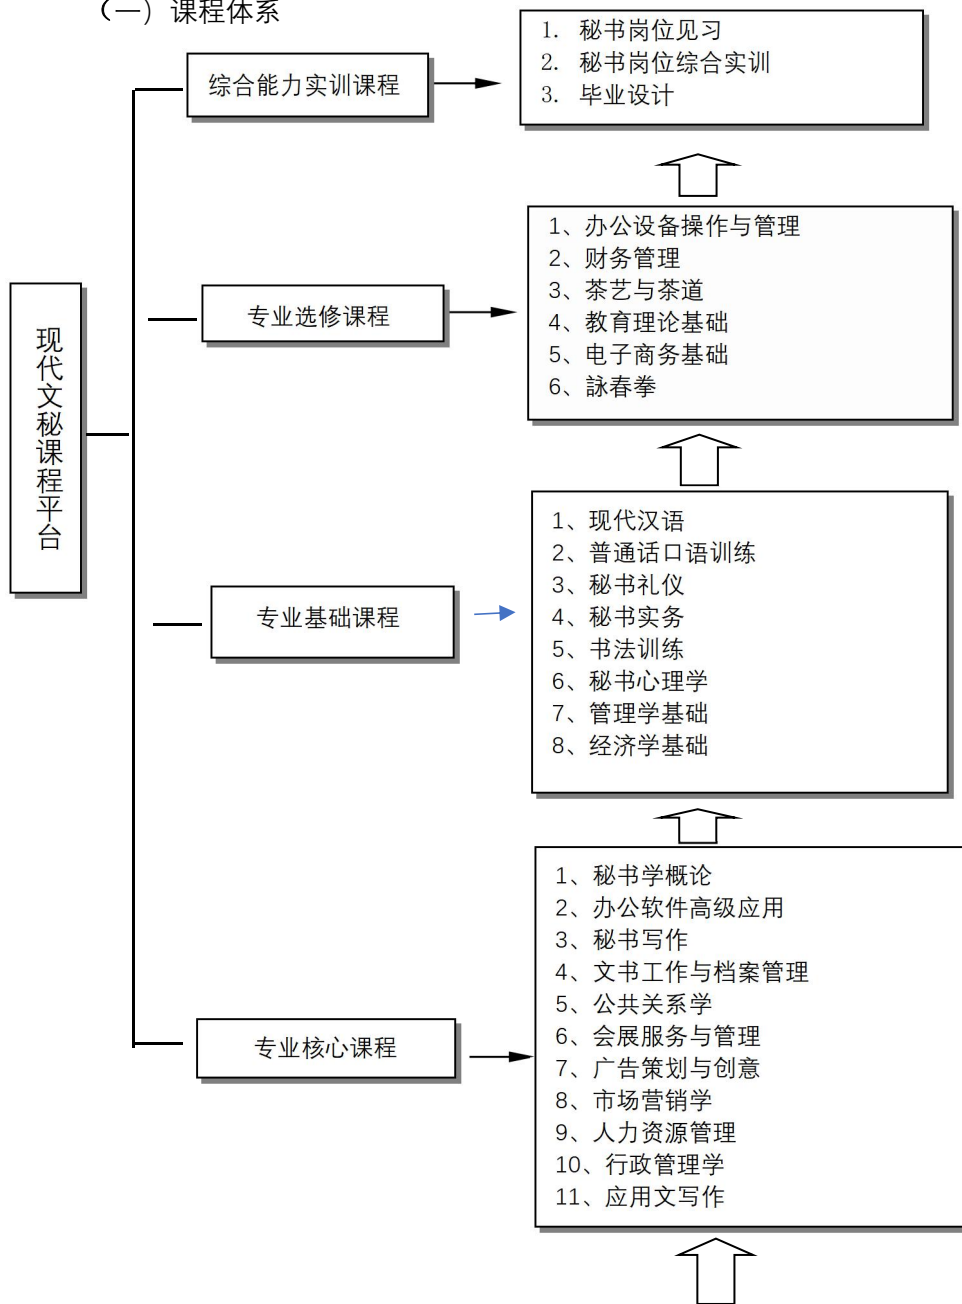 （一）课程体系
综合能力实训课程
1. 秘书岗位见习
2. 秘书岗位综合实训
3. 毕业设计
现代文秘课程平台
专业选修课程
1、办公设备操作与管理
2、财务管理
3、茶艺与茶道
4、教育理论基础
5、电子商务基础
6、詠春拳
专业基础课程
1、现代汉语
2、普通话口语训练
3、秘书礼仪
4、秘书实务
5、书法训练
6、秘书心理学
7、管理学基础
8、经济学基础
专业核心课程
1、秘书学概论
2、办公软件高级应用
3、秘书写作
4、文书工作与档案管理
5、公共关系学
6、会展服务与管理
7、广告策划与创意
8、市场营销学
9、人力资源管理
10、行政管理学
11、应用文写作